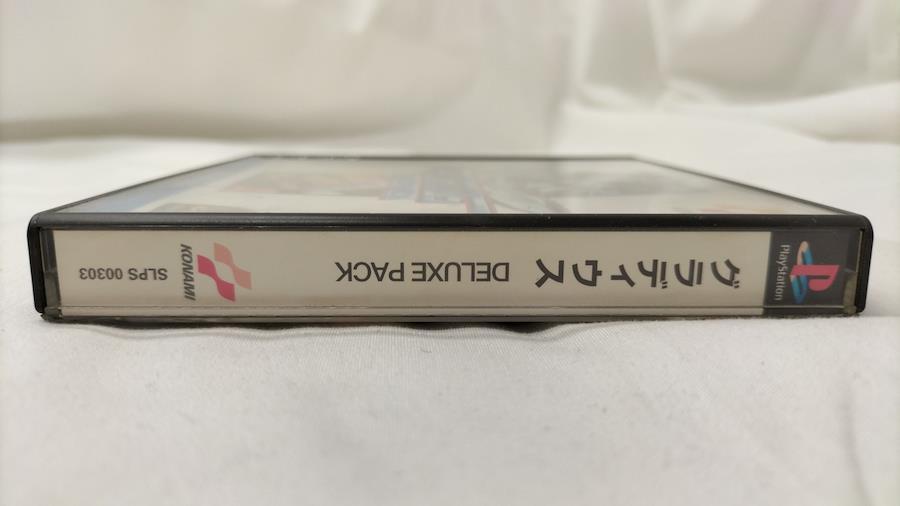 PlayStation
グラディウス
DELUXE PACK
KONAMI
SLPS 00303